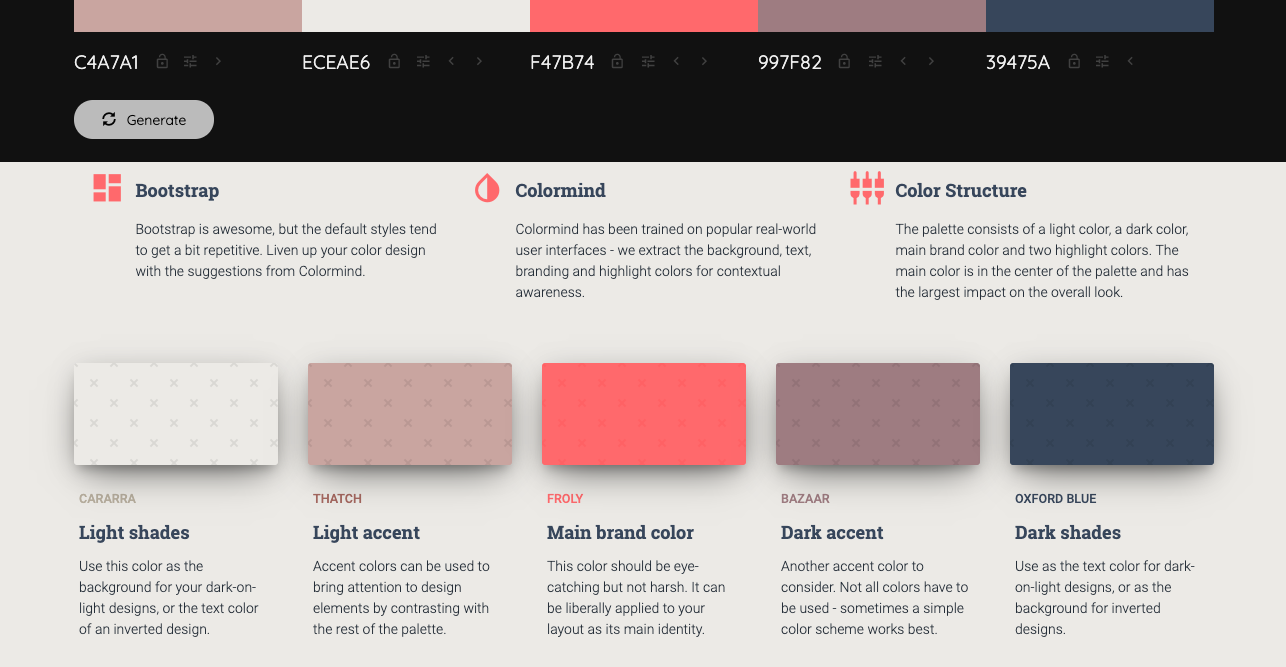 C4A7A1 ECEAE6 F47B74 997F82 39475A
Generate
Bootstrap
Bootstrap is awesome, but the default styles tend
to get a bit repetitive. Liven up your color design
with the suggestions from Colormind.
Colormind
Colormind has been trained on popular real-world
user interfaces - we extract the background, text,
branding and highlight colors for contextual
awareness.
Color Structure
The palette consists of a light color, a dark color,
main brand color and two highlight colors. The
main color is in the center of the palette and has
the largest impact on the overall look.
CARARRA
Light shades
Use this color as the
background for your dark-on-
light designs, or the text color
of an inverted design.
THATCH
Light accent
Accent colors can be used to
bring attention to design
elements by contrasting with
the rest of the palette.
FROLY
Main brand color
This color should be eye-
catching but not harsh. It can
be liberally applied to your
layout as its main identity.
BAZAAR
Dark accent
Another accent color to
consider. Not all colors have to
be used - sometimes a simple
color scheme works best.
OXFORD BLUE
Dark shades
Use as the text color for dark-
on-light designs, or as the
background for inverted
designs.